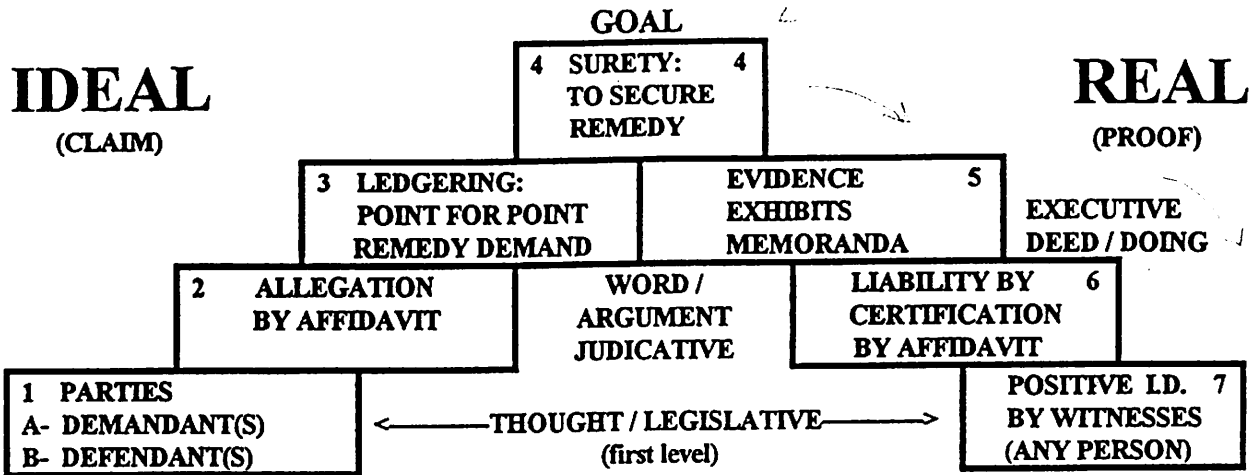 GOAL
IDEAL
(CLAIM)
REAL
(PROOF)
4 SURETY: 4
TO SECURE
REMEDY
3 LEDGERING:
POINT FOR POINT
REMEDY DEMAND
EVIDENCE 5
EXHIBITS
MEMORANDA
EXECUTIVE
DEED / DOING
2 ALLEGATION
BY AFFIDAVIT
WORD /
ARGUMENT
JUDICATIVE
LIABILITY BY 6
CERTIFICATION
BY AFFIDAVIT
1 PARTIES
A- DEMANDANT(S)
B- DEFENDANT(S)
THOUGHT / LEGISLATIVE
(first level)
POSITIVE I.D. 7
BY WITNESSES
(ANY PERSON)